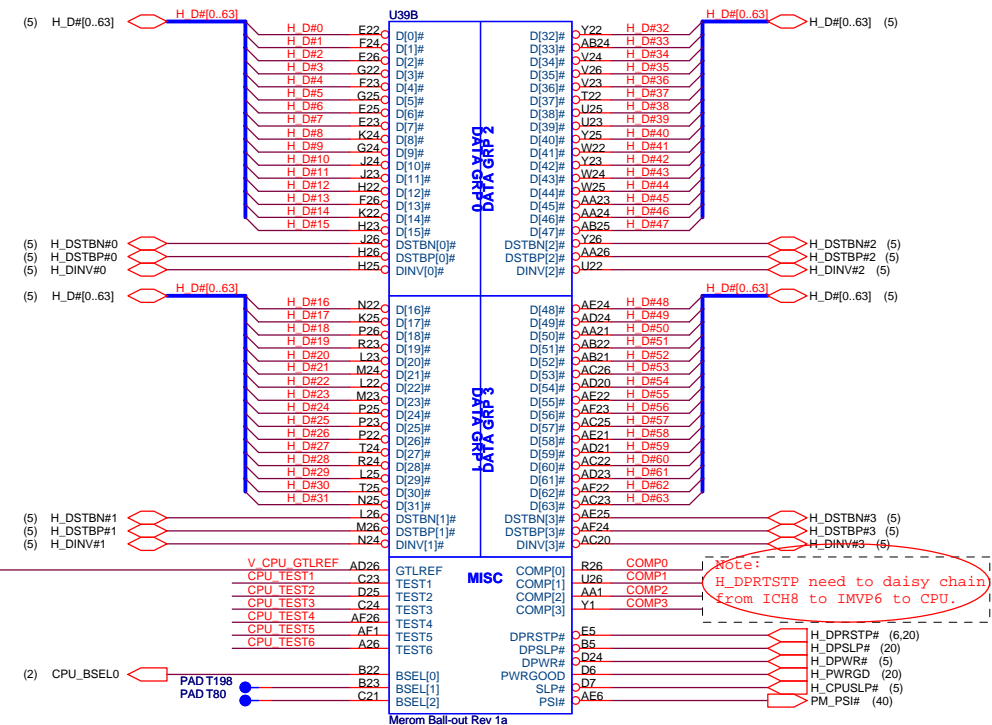 U39B
(5) H_D#[0..63] H_D#[0..63] H_D#[0..63] H_D#[0..63] (5)
H_D#0 E22 D[0]# D[32]# Y22 H_D#32
H_D#1 F24 D[1]# D[33]# AB24 H_D#33
H_D#2 E26 D[2]# D[34]# V24 H_D#34
H_D#3 G22 D[3]# D[35]# V26 H_D#35
H_D#4 F23 D[4]# D[36]# V23 H_D#36
H_D#5 G25 D[5]# D[37]# T22 H_D#37
H_D#6 E25 D[6]# D[38]# U25 H_D#38
H_D#7 E23 D[7]# D[39]# U23 H_D#39
H_D#8 K24 D[8]# D[40]# Y25 H_D#40
H_D#9 G24 D[9]# D[41]# W22 H_D#41
H_D#10 J24 D[10]# D[42]# Y23 H_D#42
H_D#11 J23 D[11]# D[43]# W24 H_D#43
H_D#12 H22 D[12]# D[44]# W25 H_D#44
H_D#13 F26 D[13]# D[45]# AA23 H_D#45
H_D#14 K22 D[14]# D[46]# AA24 H_D#46
H_D#15 H23 D[15]# D[47]# AB25 H_D#47
DATA GRP 0
DATA GRP 2
(5) H_DSTBN#0 J26 DSTBN[0]# DSTBN[2]# Y26 H_DSTBN#2 (5)
(5) H_DSTBP#0 H26 DSTBP[0]# DSTBP[2]# AA26 H_DSTBP#2 (5)
(5) H_DINV#0 H25 DINV[0]# DINV[2]# U22 H_DINV#2 (5)
(5) H_D#[0..63] H_D#[0..63] H_D#[0..63] H_D#[0..63] (5)
H_D#16 N22 D[16]# D[48]# AE24 H_D#48
H_D#17 K25 D[17]# D[49]# AD24 H_D#49
H_D#18 P26 D[18]# D[50]# AA21 H_D#50
H_D#19 R23 D[19]# D[51]# AB22 H_D#51
H_D#20 L23 D[20]# D[52]# AB21 H_D#52
H_D#21 M24 D[21]# D[53]# AC26 H_D#53
H_D#22 L22 D[22]# D[54]# AD20 H_D#54
H_D#23 M23 D[23]# D[55]# AE22 H_D#55
H_D#24 P25 D[24]# D[56]# AF23 H_D#56
H_D#25 P23 D[25]# D[57]# AC25 H_D#57
H_D#26 P22 D[26]# D[58]# AE21 H_D#58
H_D#27 T24 D[27]# D[59]# AD21 H_D#59
H_D#28 R24 D[28]# D[60]# AC22 H_D#60
H_D#29 L25 D[29]# D[61]# AD23 H_D#61
H_D#30 T25 D[30]# D[62]# AF22 H_D#62
H_D#31 N25 D[31]# D[63]# AC23 H_D#63
DATA GRP 1
DATA GRP 3
(5) H_DSTBN#1 L26 DSTBN[1]# DSTBN[3]# AE25 H_DSTBN#3 (5)
(5) H_DSTBP#1 M26 DSTBP[1]# DSTBP[3]# AF24 H_DSTBP#3 (5)
(5) H_DINV#1 N24 DINV[1]# DINV[3]# AC20 H_DINV#3 (5)
V_CPU_GTLREF AD26 GTLREF COMP[0] R26 COMP0
CPU_TEST1 C23 TEST1 COMP[1] U26 COMP1
CPU_TEST2 D25 TEST2 COMP[2] AA1 COMP2
CPU_TEST3 C24 TEST3 COMP[3] Y1 COMP3
CPU_TEST4 AF26 TEST4
CPU_TEST5 AF1 TEST5
CPU_TEST6 A26 TEST6
MISC
Note:
H_DPRTSTP need to daisy chain
from ICH8 to IMVP6 to CPU.
DPRSTP# E5 H_DPRSTP# (6,20)
DPSLP# B5 H_DPSLP# (20)
DPWR# D24 H_DPWR# (5)
(2) CPU_BSEL0 B22 BSEL[0] PWRGOOD D6 H_PWRGD (20)
PAD T198 B23 BSEL[1] SLP# D7 H_CPUSLP# (5)
PAD T80 C21 BSEL[2] PSI# AE6 PM_PSI# (40)
Merom Ball-out Rev 1a